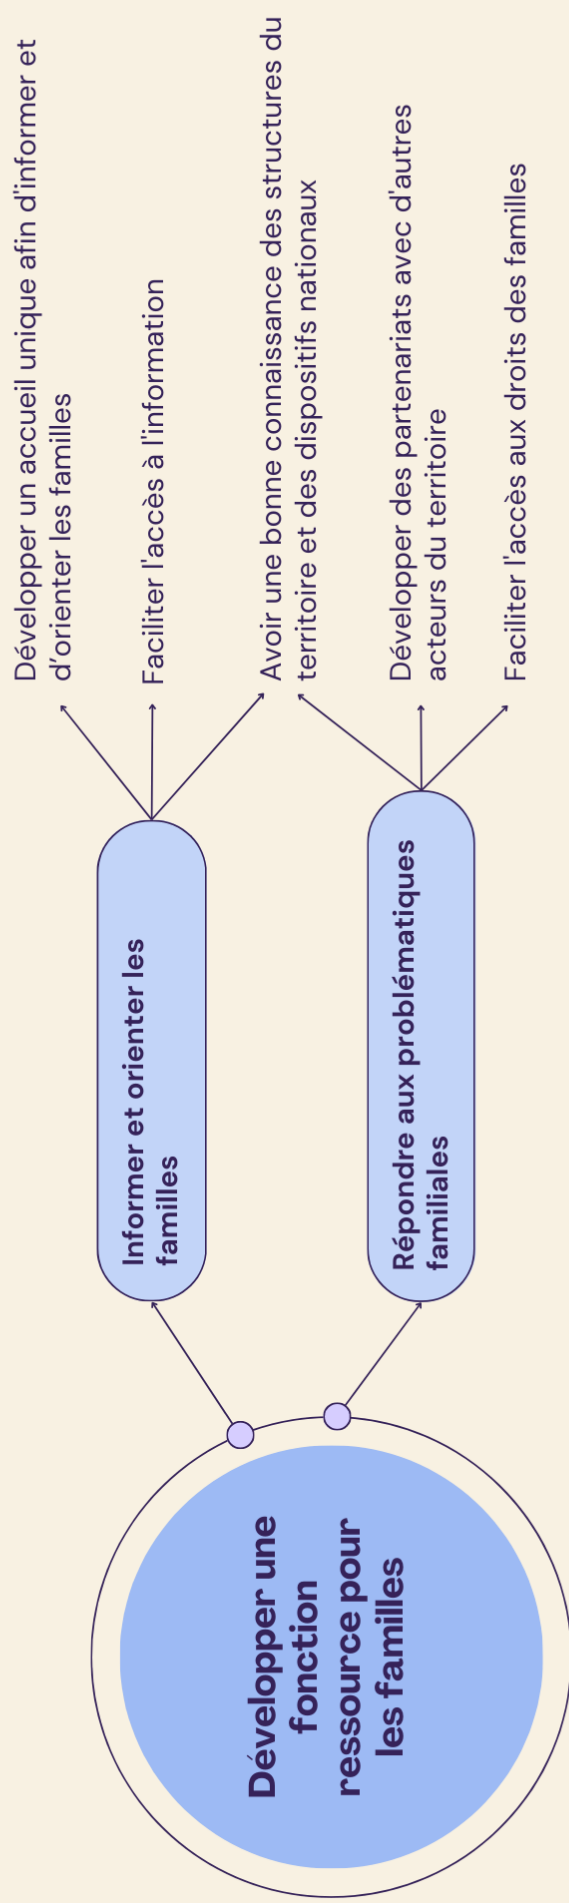 Développer une
fonction
ressource pour
les familles
Informer et orienter les
familles
Développer un accueil unique afin d'informer et
d'orienter les familles
Faciliter l'accès à l'information
Avoir une bonne connaissance des structures du
territoire et des dispositifs nationaux
Répondre aux problématiques
familiales
Développer des partenariats avec d'autres
acteurs du territoire
Faciliter l'accès aux droits des familles